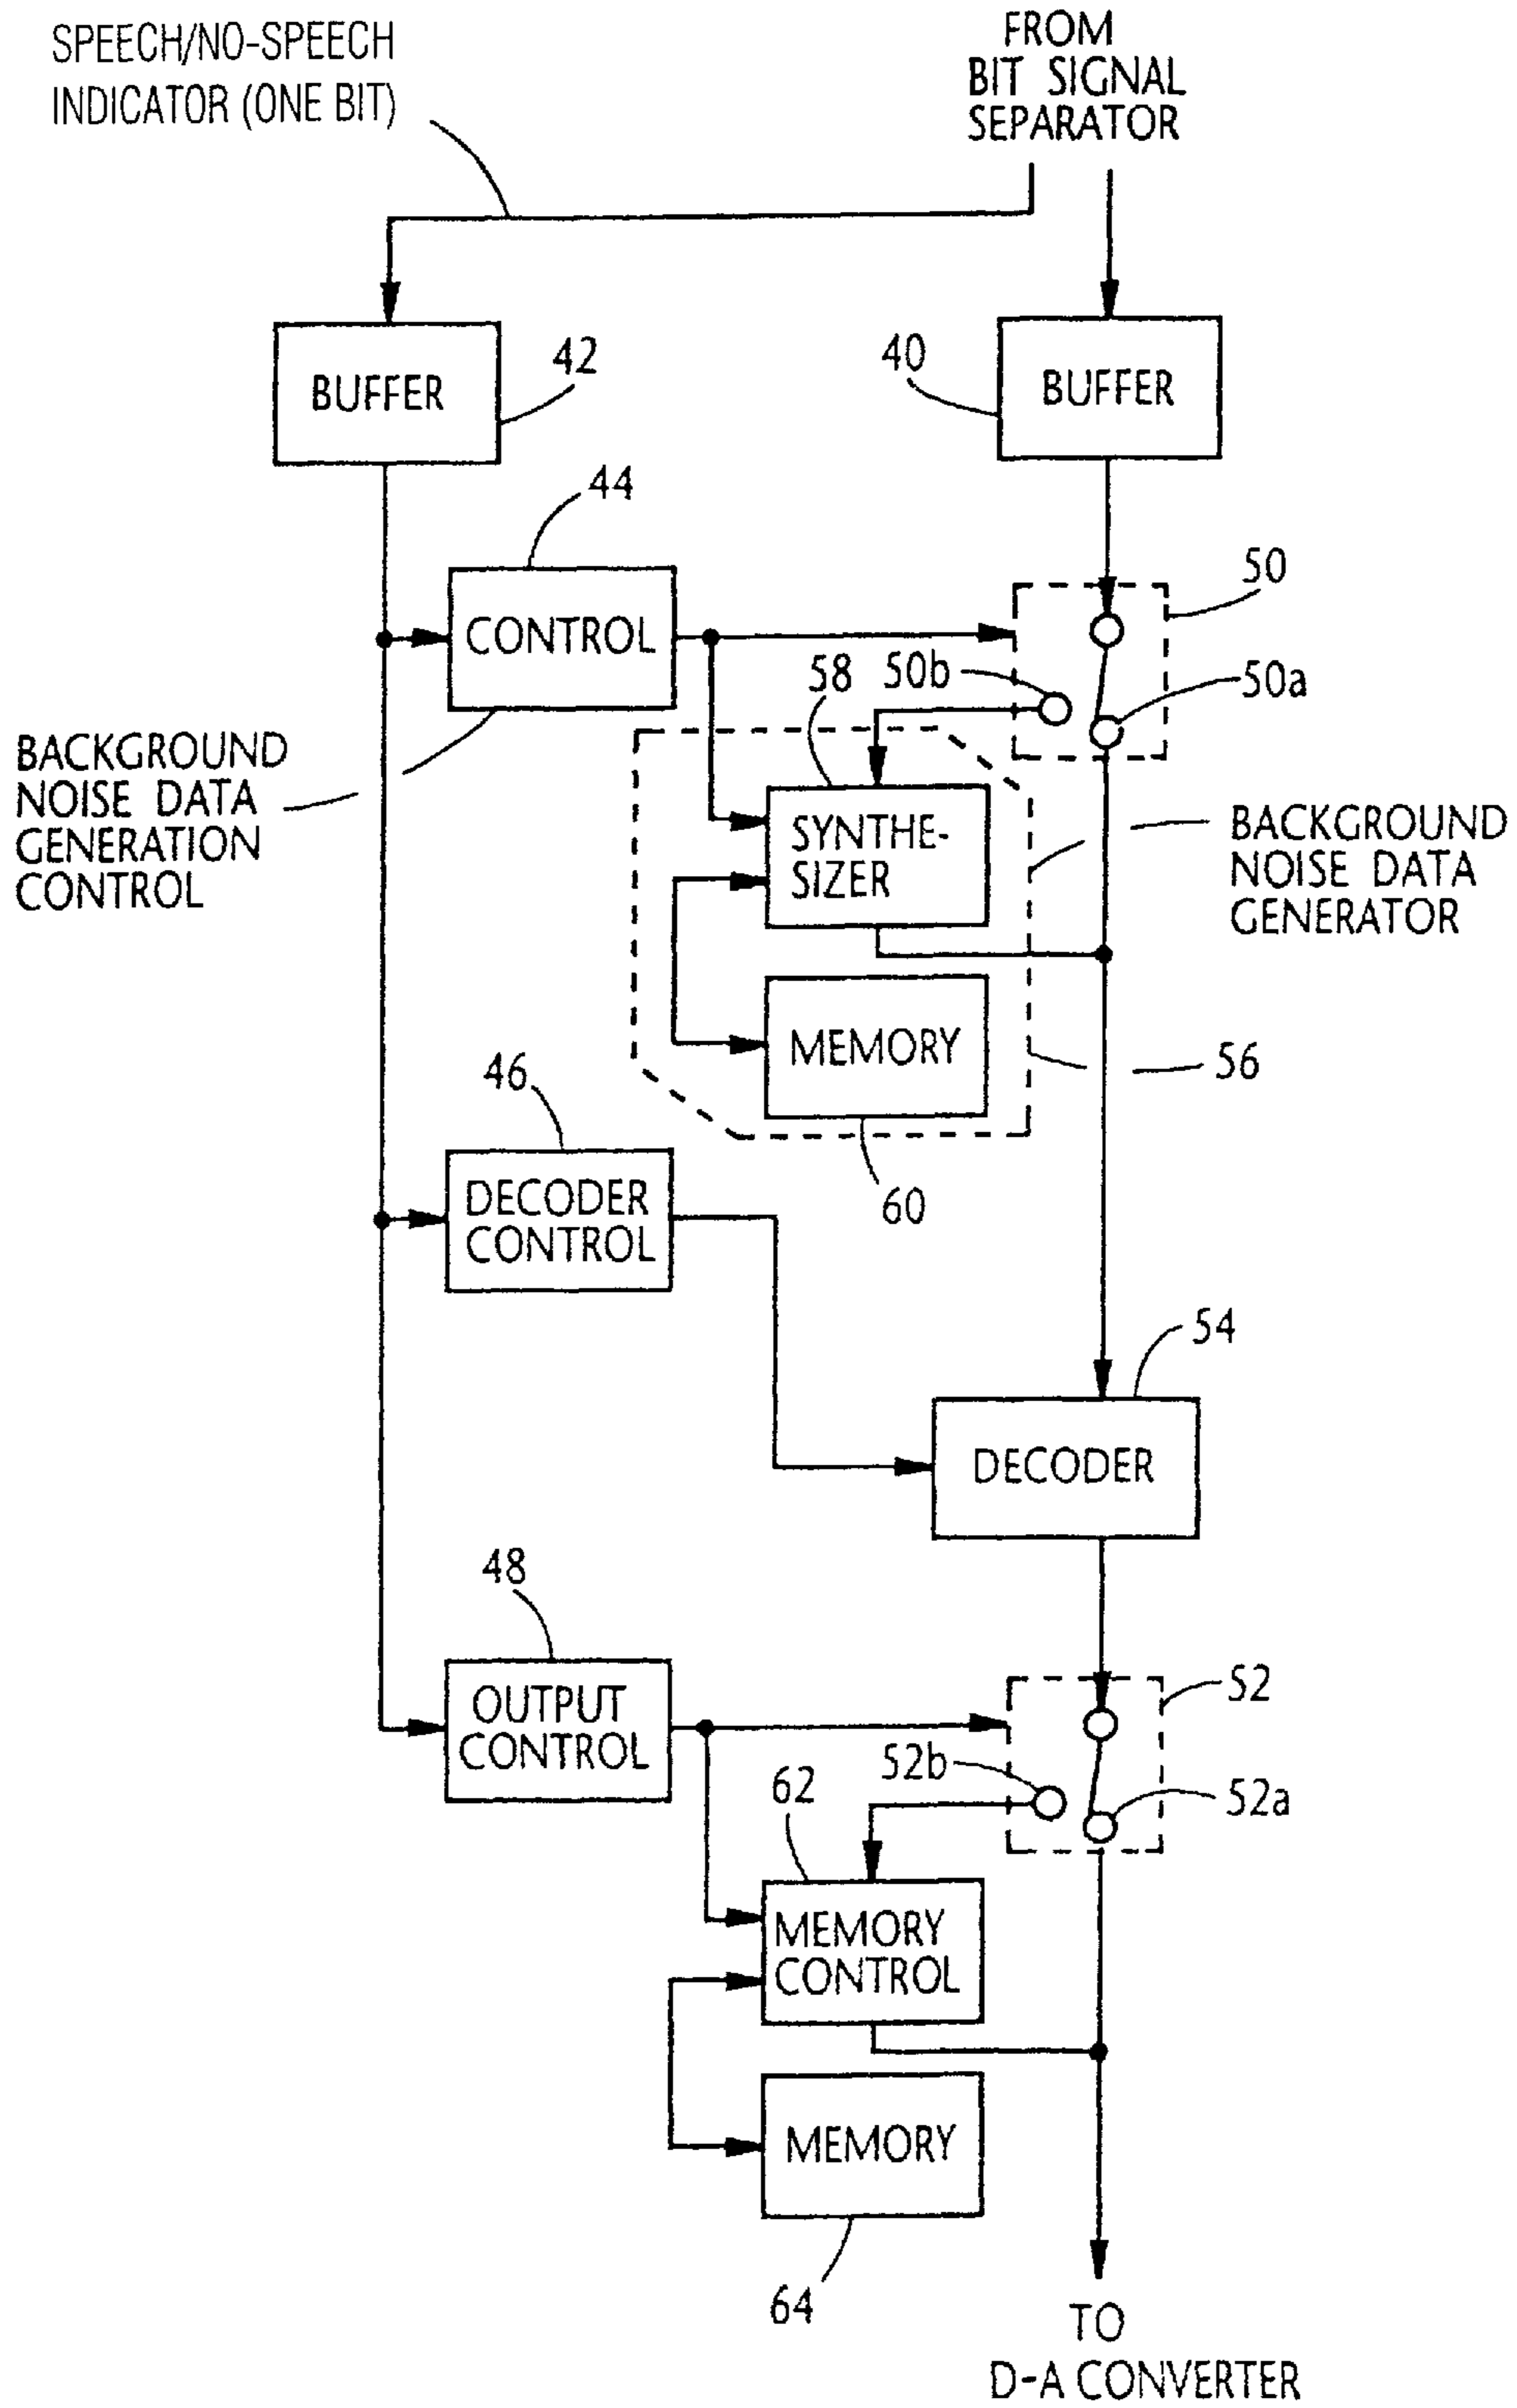 SPEECH/NO-SPEECH
INDICATOR (ONE BIT)
FROM
BIT SIGNAL
SEPARATOR
BUFFER
42
40
BUFFER
44
CONTROL
50
50b
50a
58
BACKGROUND
NOISE DATA
GENERATION
CONTROL
SYNTHE-
SIZER
BACKGROUND
NOISE DATA
GENERATOR
MEMORY
56
60
46
DECODER
CONTROL
54
DECODER
48
OUTPUT
CONTROL
52
52b
52a
62
MEMORY
CONTROL
MEMORY
64
TO
D-A CONVERTER